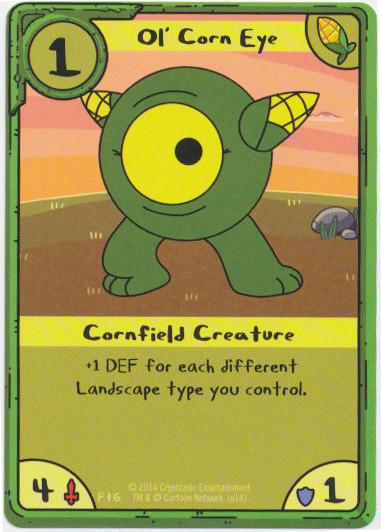 1
Ol' Corn Eye
Cornfield Creature
+1 DEF for each different
Landscape type you control.
© 2014 Cryptozoic Entertainment
FtG TM & © Cartoon Network. (s14)
4
1